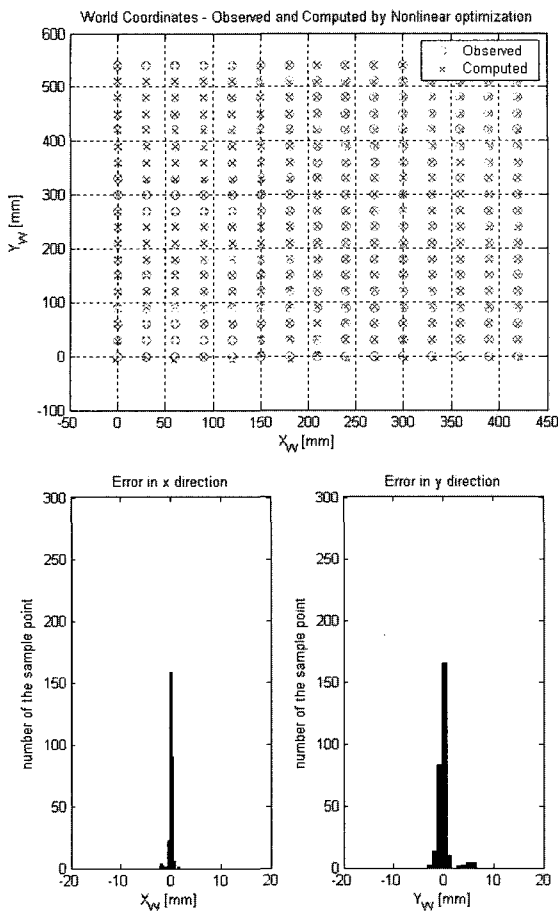 World Coordinates - Observed and Computed by Nonlinear optimization
600
500
400
300
200
100
0
-100
Y_W [mm]
Observed
Computed
-50 0 50 100 150 200 250 300 350 400 450
X_W [mm]
Error in x direction
300
250
200
150
100
50
0
number of the sample point
-20 -10 0 10 20
X_W [mm]
Error in y direction
300
250
200
150
100
50
0
number of the sample point
-20 -10 0 10 20
Y_W [mm]